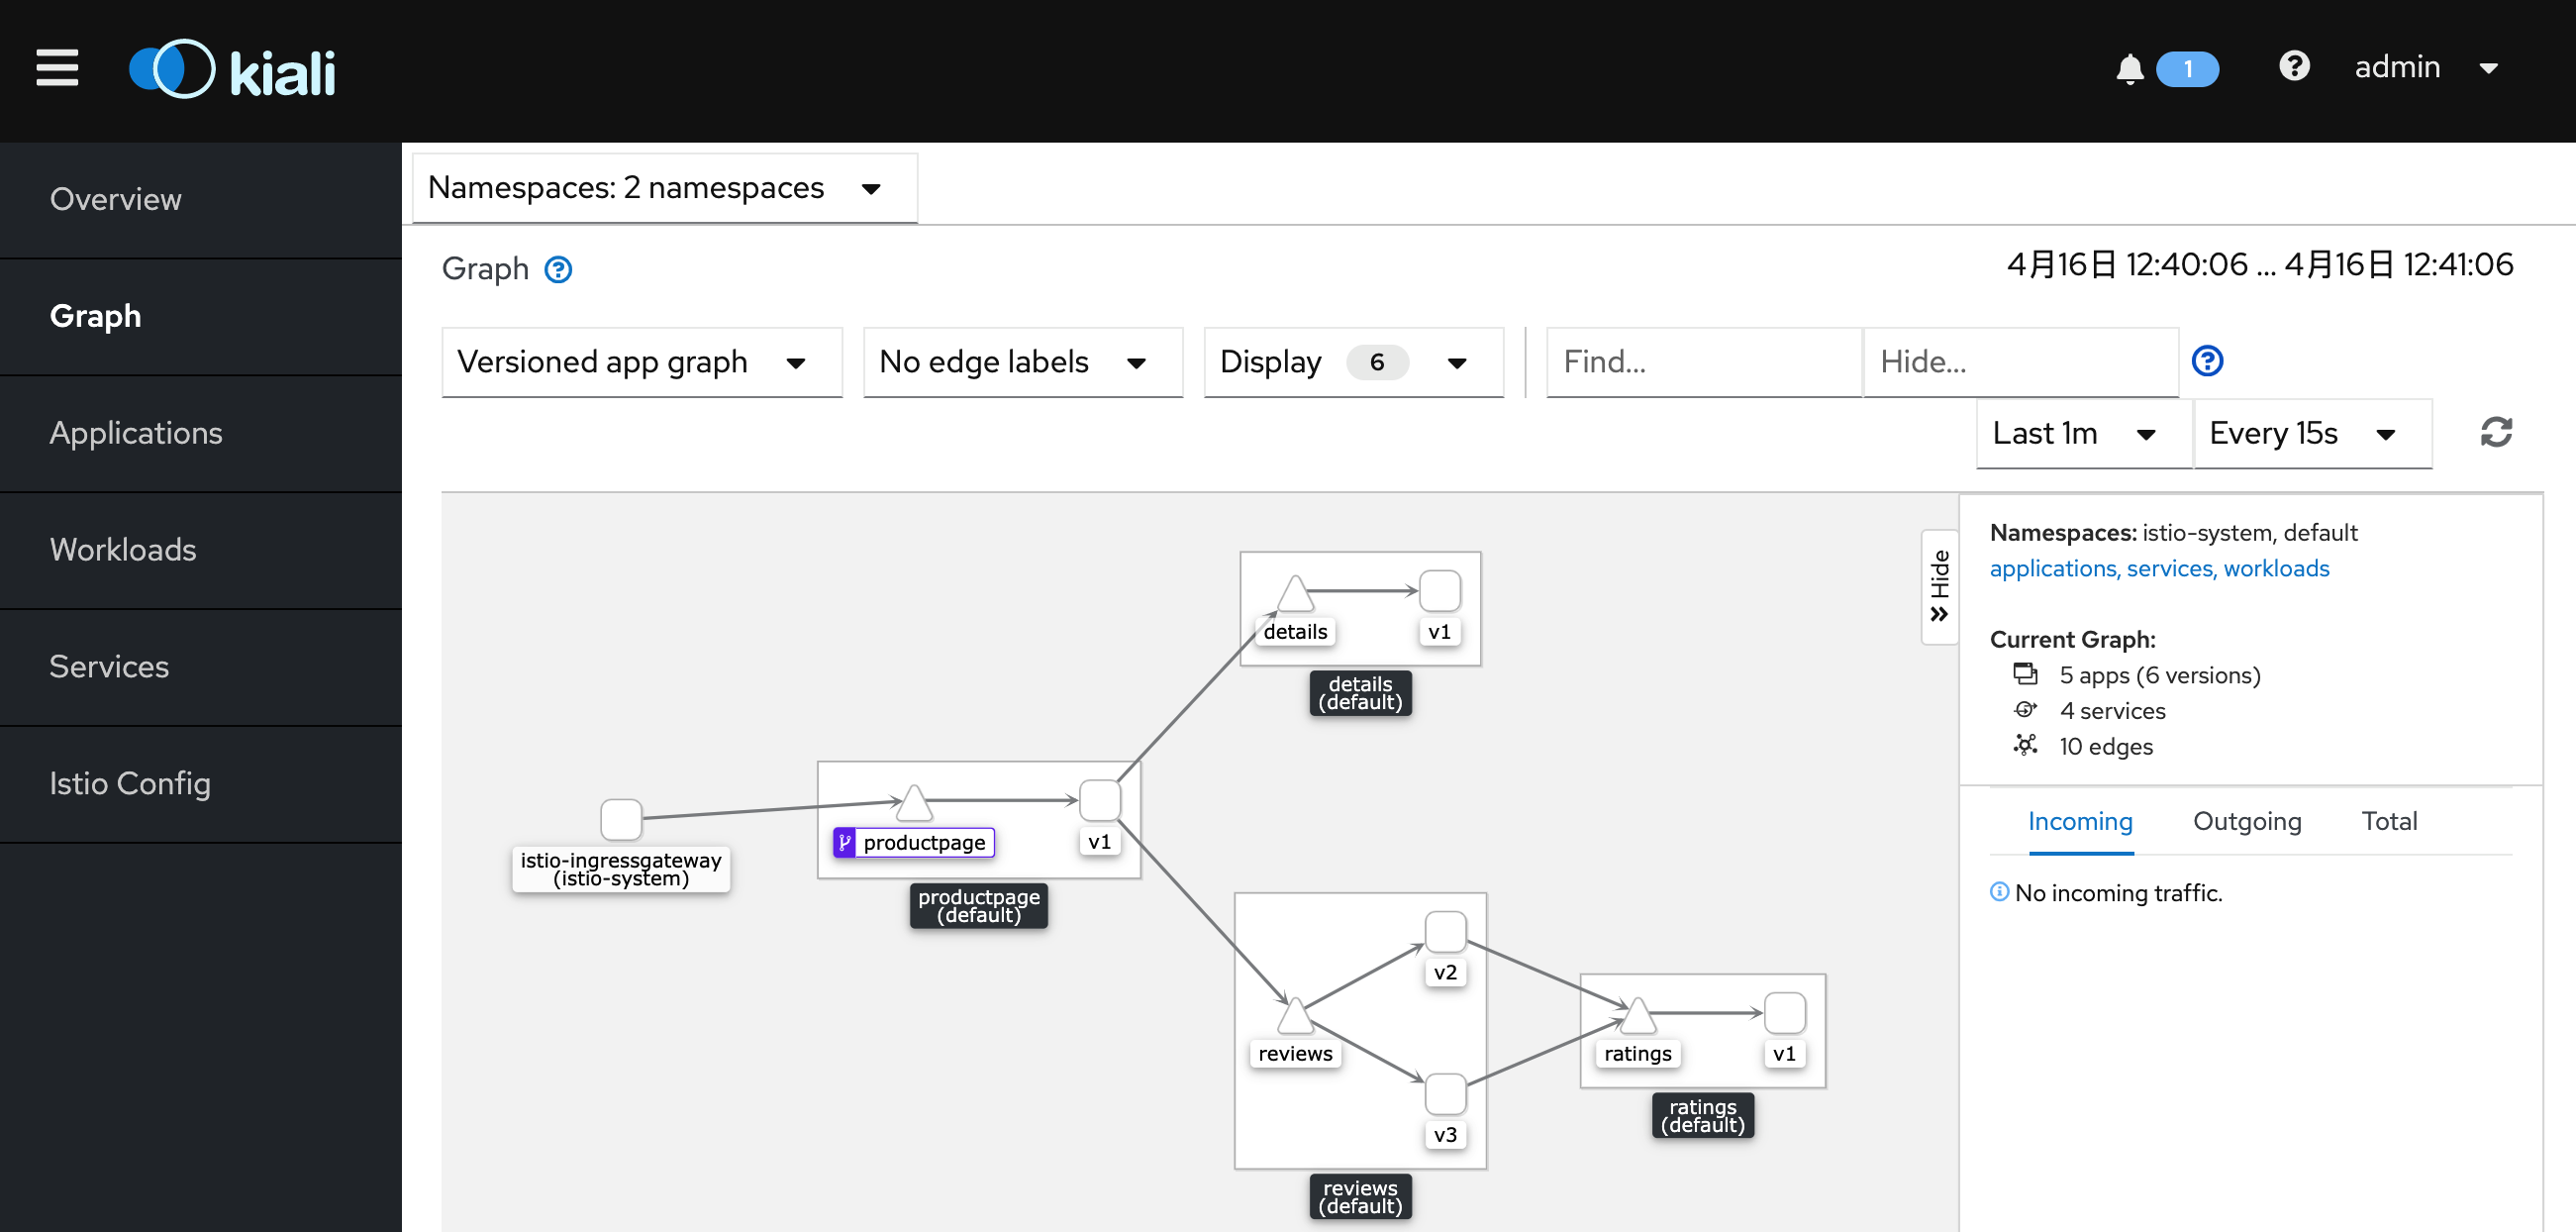 kiali
1
admin
Overview
Graph
Applications
Workloads
Services
Istio Config
Namespaces: 2 namespaces
Graph
4月16日 12:40:06 ... 4月16日 12:41:06
Versioned app graph
No edge labels
Display 6
Find...
Hide...
Last 1m
Every 15s
details
v1
details
(default)
istio-ingressgateway
(istio-system)
productpage
v1
productpage
(default)
reviews
v2
v3
reviews
(default)
ratings
v1
ratings
(default)
Hide
Namespaces: istio-system, default
applications, services, workloads
Current Graph:
5 apps (6 versions)
4 services
10 edges
Incoming
Outgoing
Total
No incoming traffic.